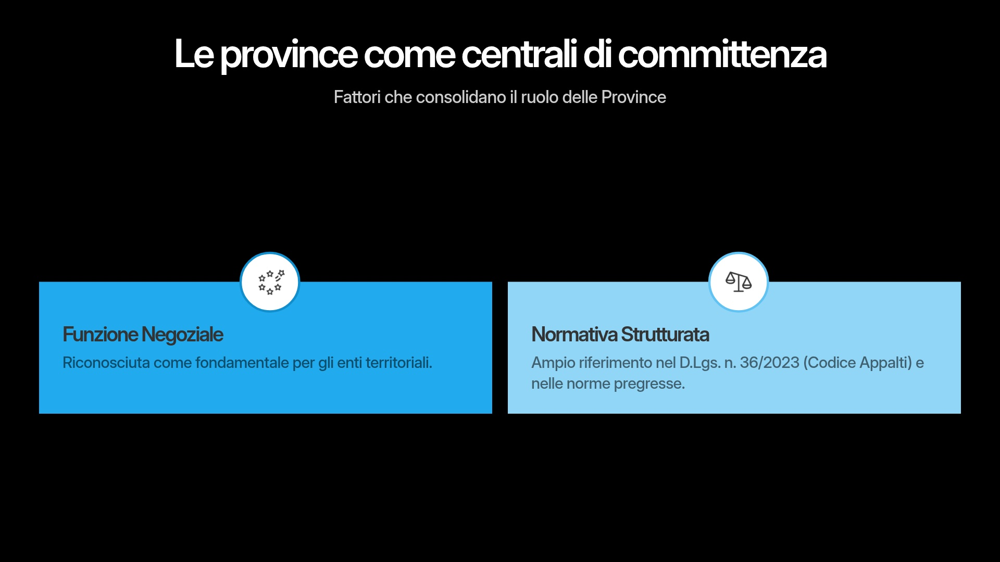 Le province come centrali di committenza
Fattori che consolidano il ruolo delle Province
Funzione Negoziale
Riconosciuta come fondamentale per gli enti territoriali.
Normativa Strutturata
Ampio riferimento nel D.Lgs. n. 36/2023 (Codice Appalti) e
nelle norme pregresse.